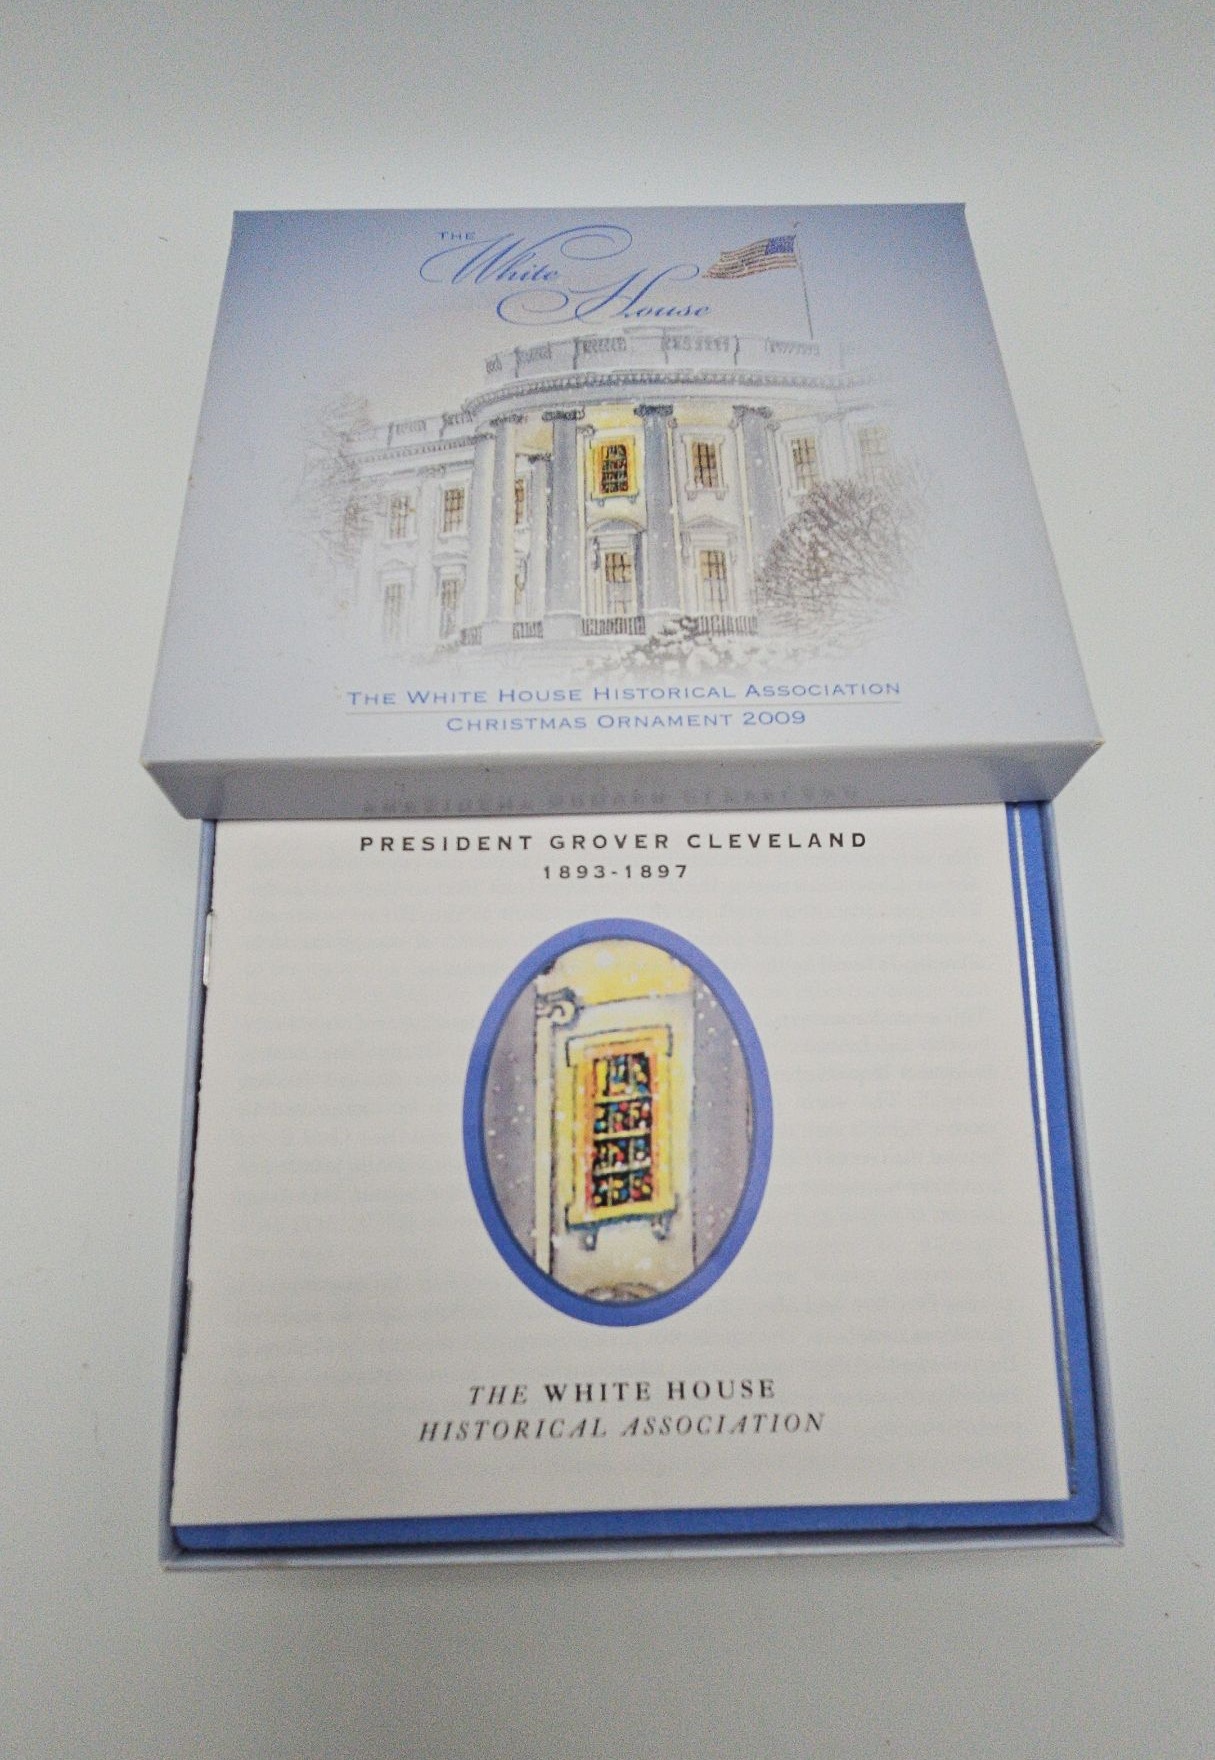 THE
White
House
THE WHITE HOUSE HISTORICAL ASSOCIATION
CHRISTMAS ORNAMENT 2009
PRESIDENT GROVER CLEVELAND
1893-1897
THE WHITE HOUSE
HISTORICAL ASSOCIATION